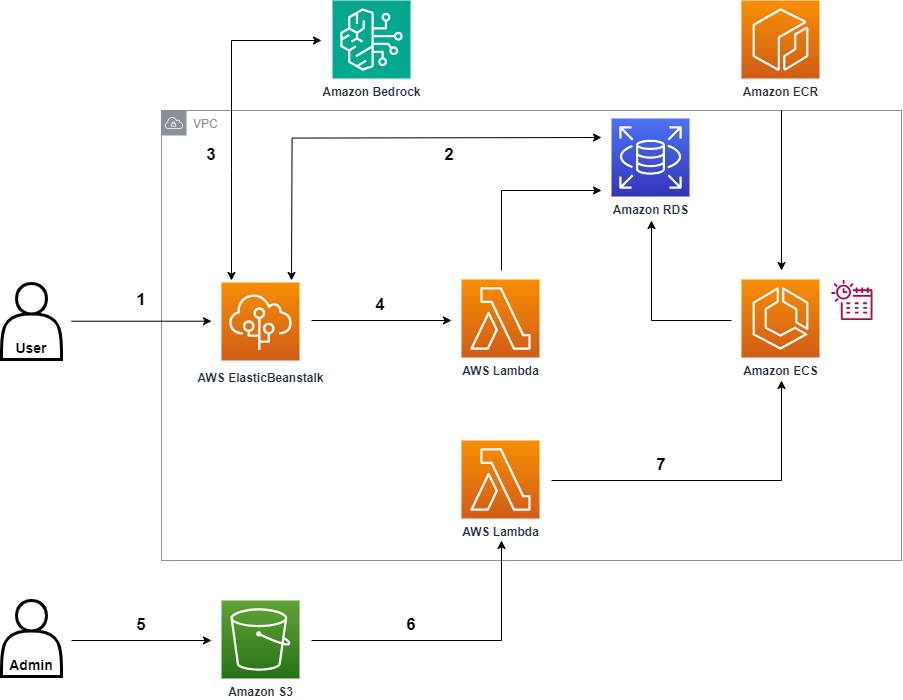 Amazon Bedrock
Amazon ECR
VPC
3
2
Amazon RDS
1
4
User
AWS ElasticBeanstalk
AWS Lambda
Amazon ECS
7
AWS Lambda
5
6
Admin
Amazon S3